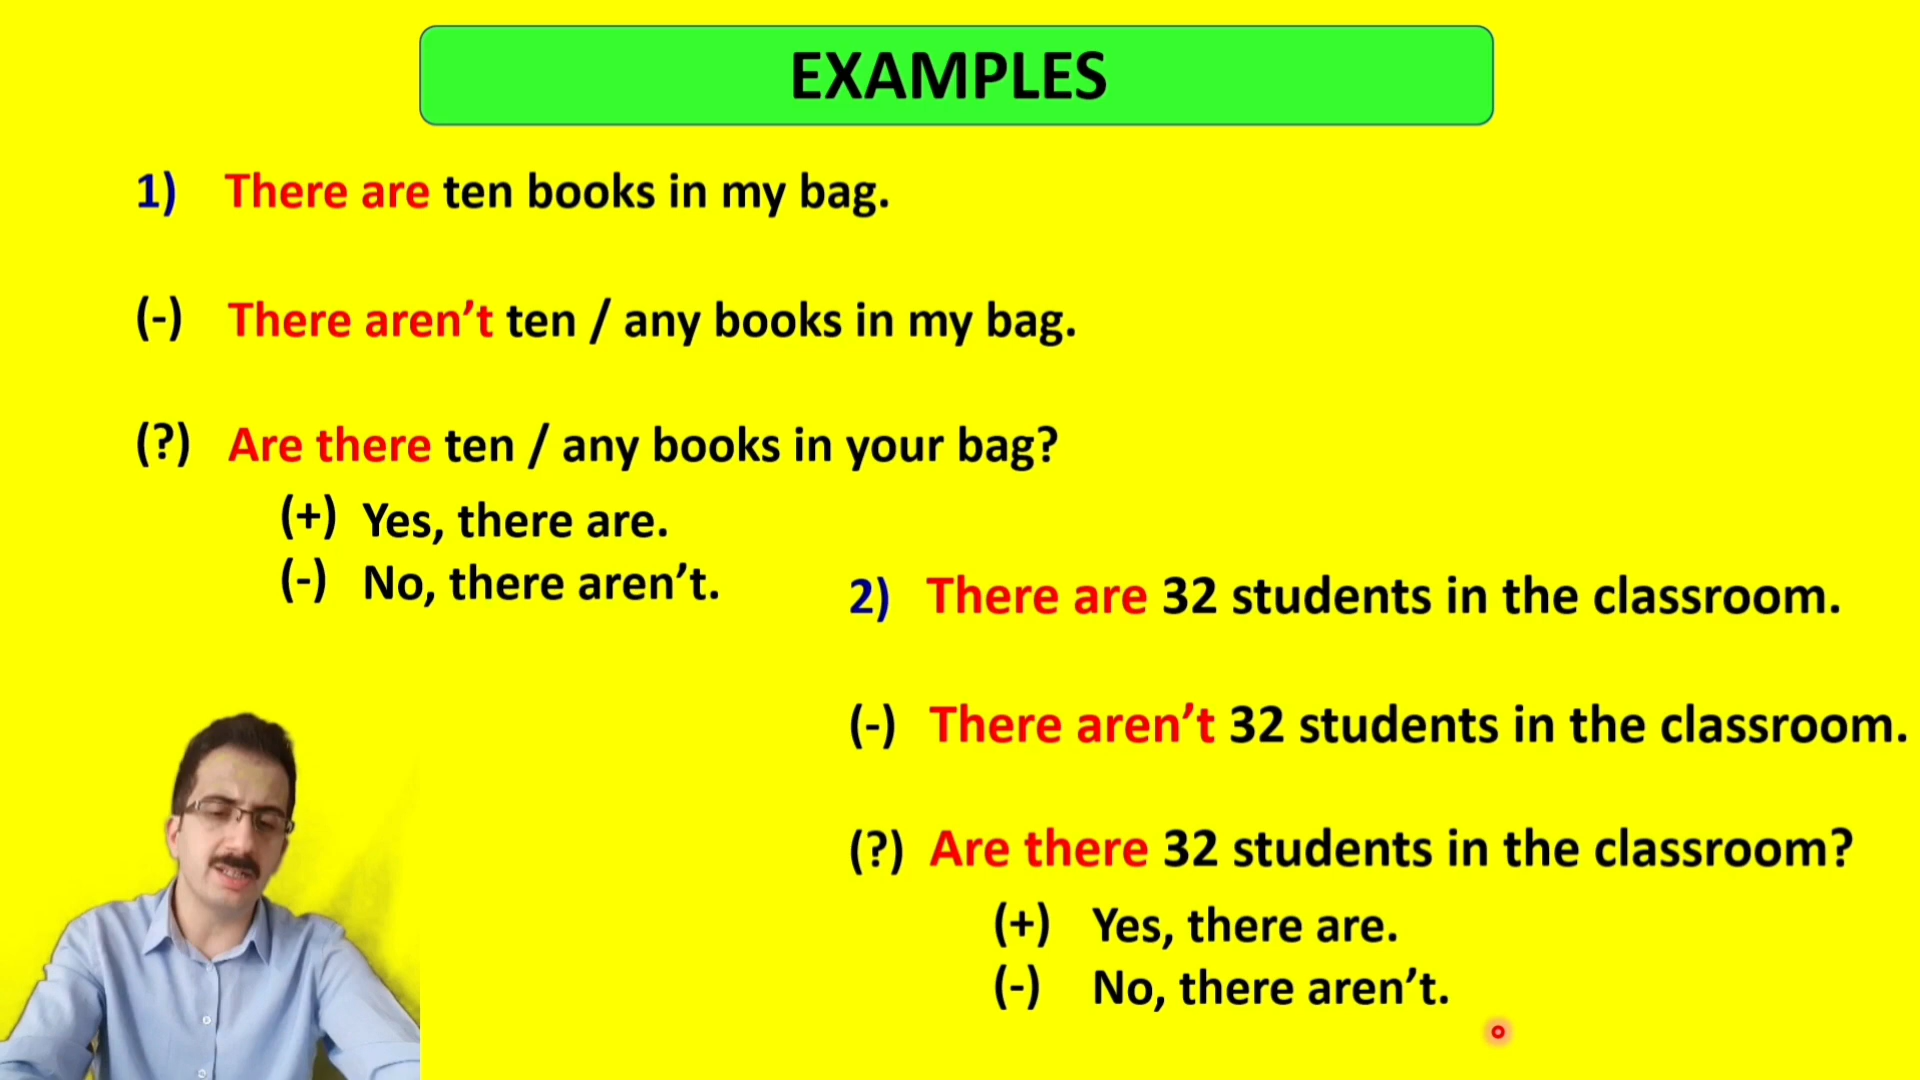 EXAMPLES
1) There are ten books in my bag.
(-) There aren’t ten / any books in my bag.
(?) Are there ten / any books in your bag?
(+) Yes, there are.
(-) No, there aren’t.
2) There are 32 students in the classroom.
(-) There aren’t 32 students in the classroom.
(?) Are there 32 students in the classroom?
(+) Yes, there are.
(-) No, there aren’t.